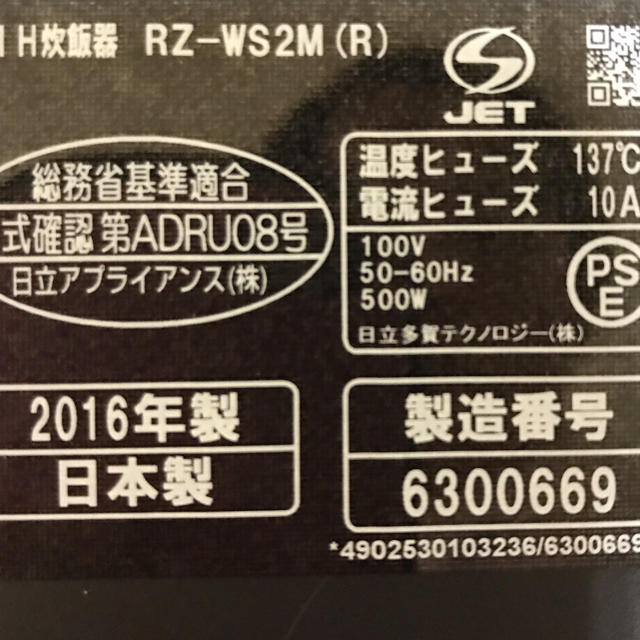 IH炊飯器 RZ-WS2M(R)
JET
総務省基準適合
式確認 第ADRU08号
日立アプライアンス(株)
温度ヒューズ 137℃
電流ヒューズ 10A
100V
50-60Hz
500W
PS
E
日立多賀テクノロジー(株)
2016年製
日本製
製造番号
6300669
*4902530103236/6300669